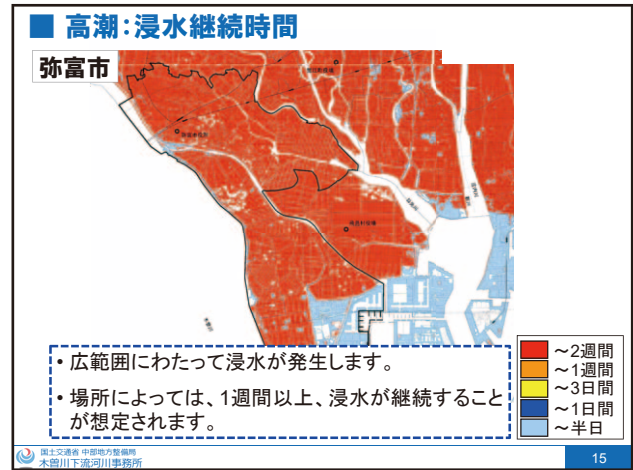 ■ 高潮:浸水継続時間
弥富市
・広範囲にわたって浸水が発生します。
・場所によっては、1週間以上、浸水が継続すること
が想定されます。
～2週間
～1週間
～3日間
～1日間
～半日
国土交通省 中部地方整備局
木曽川下流河川事務所
15